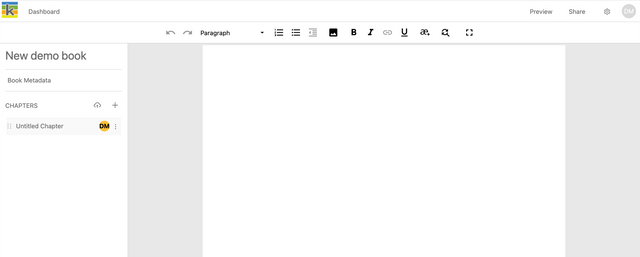 k Dashboard Preview Share DM
Paragraph B I U æ+
New demo book
Book Metadata
CHAPTERS
Untitled Chapter DM